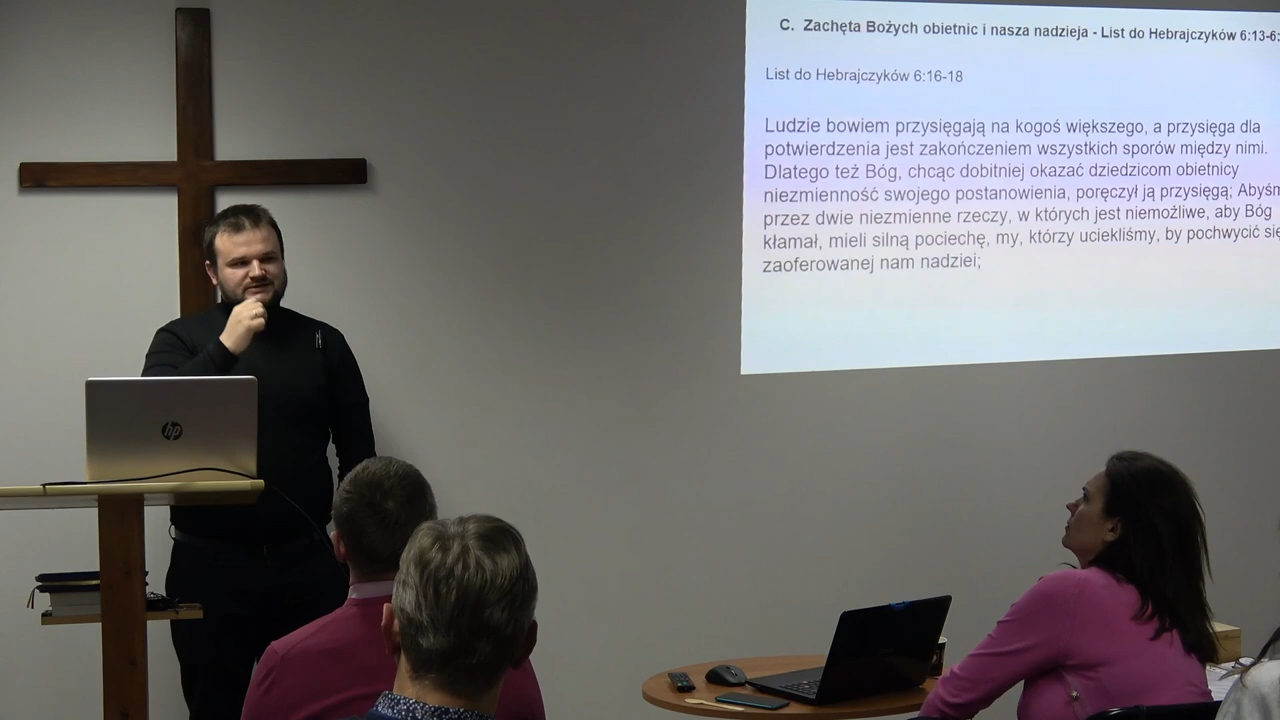 C. Zachęta Bożych obietnic i nasza nadzieja - List do Hebrajczyków 6:13-6:
List do Hebrajczyków 6:16-18
Ludzie bowiem przysięgają na kogoś większego, a przysięga dla
potwierdzenia jest zakończeniem wszystkich sporów między nimi.
Dlatego też Bóg, chcąc dobitniej okazać dziedzicom obietnicy
niezmienność swojego postanowienia, poręczył ją przysięgą; Abyśm
przez dwie niezmienne rzeczy, w których jest niemożliwe, aby Bóg
kłamał, mieli silną pociechę, my, którzy uciekliśmy, by pochwycić się
zaoferowanej nam nadziei;
hp